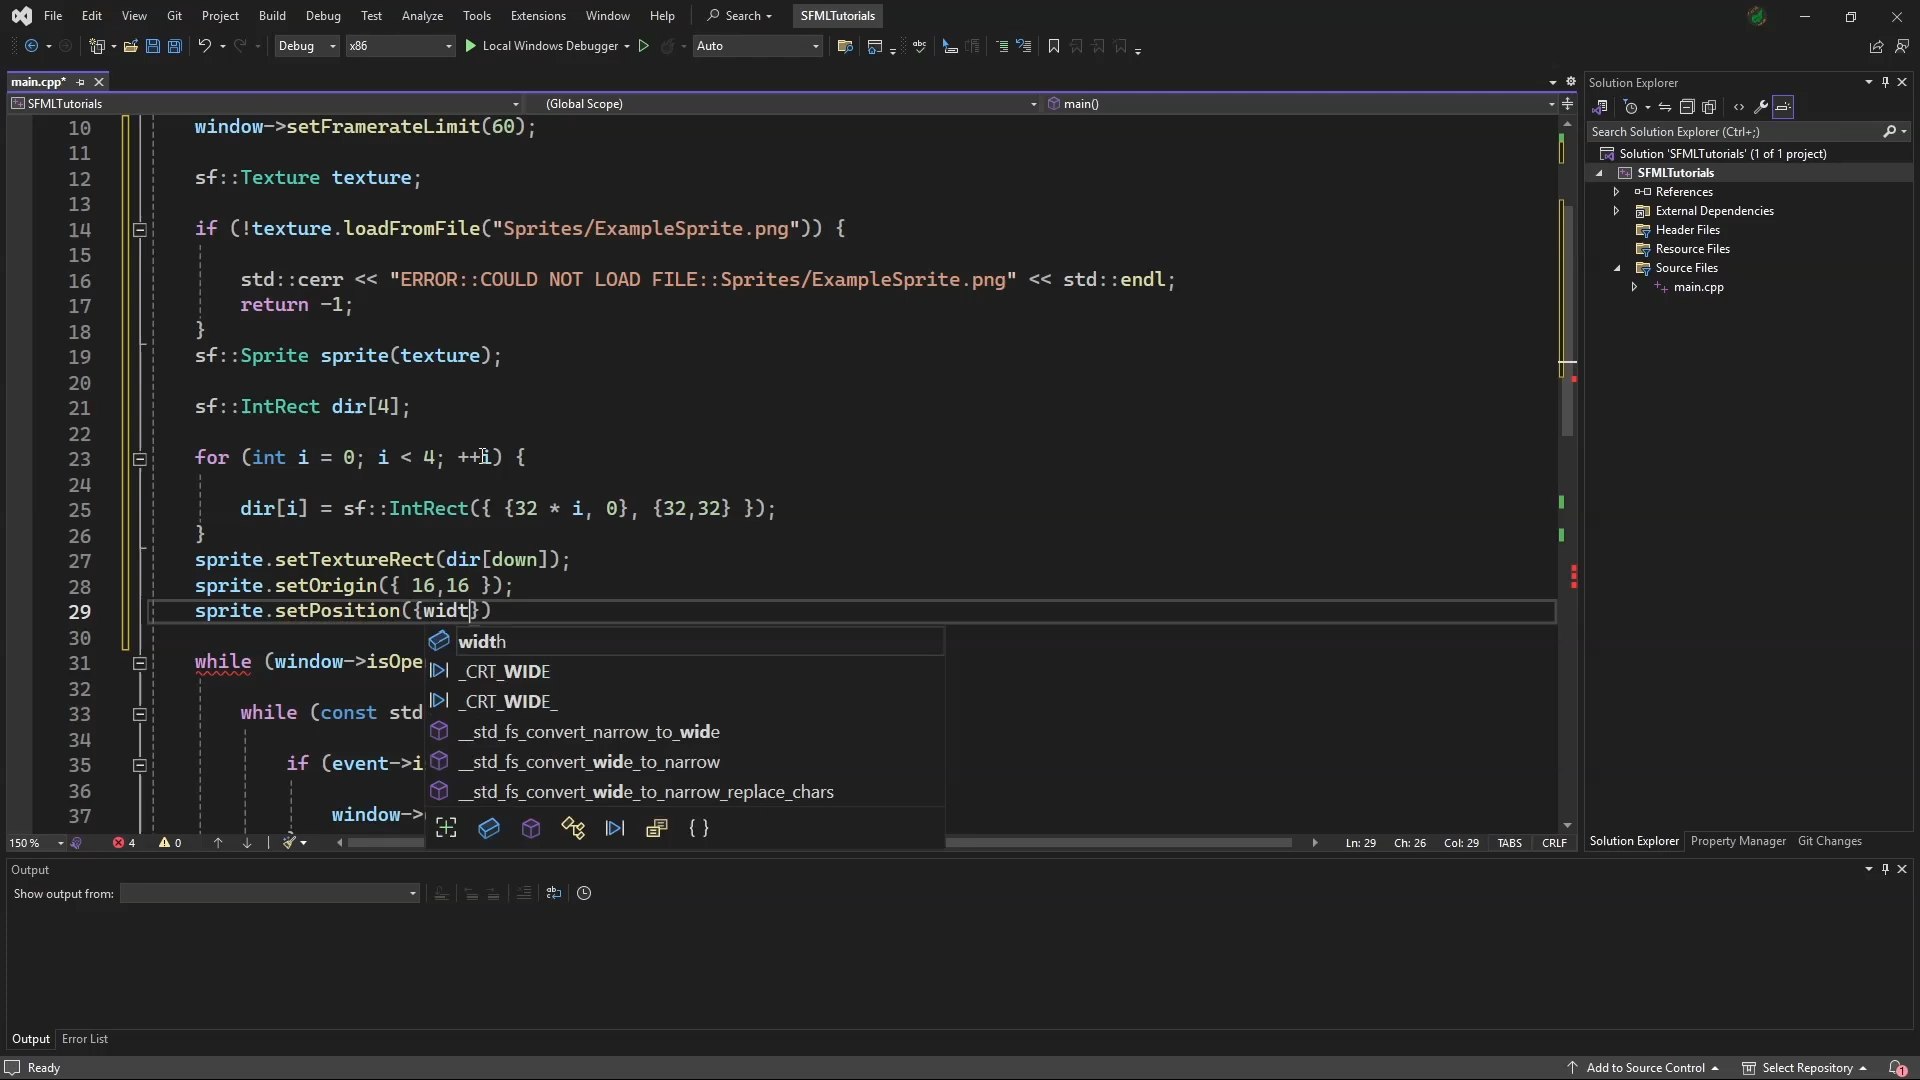 File Edit View Git Project Build Debug Test Analyze Tools Extensions Window Help Search SFMLTutorials
Debug x86 Local Windows Debugger Auto
main.cpp*
SFMLTutorials (Global Scope) main()
10 window->setFramerateLimit(60);
11
12 sf::Texture texture;
13
14 if (!texture.loadFromFile("Sprites/ExampleSprite.png")) {
15
16 std::cerr << "ERROR::COULD NOT LOAD FILE::Sprites/ExampleSprite.png" << std::endl;
17 return -1;
18 }
19 sf::Sprite sprite(texture);
20
21 sf::IntRect dir[4];
22
23 for (int i = 0; i < 4; ++i) {
24
25 dir[i] = sf::IntRect({ {32 * i, 0}, {32,32} });
26 }
27 sprite.setTextureRect(dir[down]);
28 sprite.setOrigin({ 16,16 });
29 sprite.setPosition({widt})
30
31 while (window->isOpe
32
33 while (const std
34
35 if (event->i
36
37 window->
width
_CRT_WIDE
_CRT_WIDE_
__std_fs_convert_narrow_to_wide
__std_fs_convert_wide_to_narrow
__std_fs_convert_wide_to_narrow_replace_chars
{ }
150 % 4 0 Ln: 29 Ch: 26 Col: 29 TABS CRLF
Solution Explorer
Search Solution Explorer (Ctrl+;)
Solution 'SFMLTutorials' (1 of 1 project)
SFMLTutorials
References
External Dependencies
Header Files
Resource Files
Source Files
main.cpp
Solution Explorer Property Manager Git Changes
Output
Show output from:
Output Error List
Ready Add to Source Control Select Repository 1